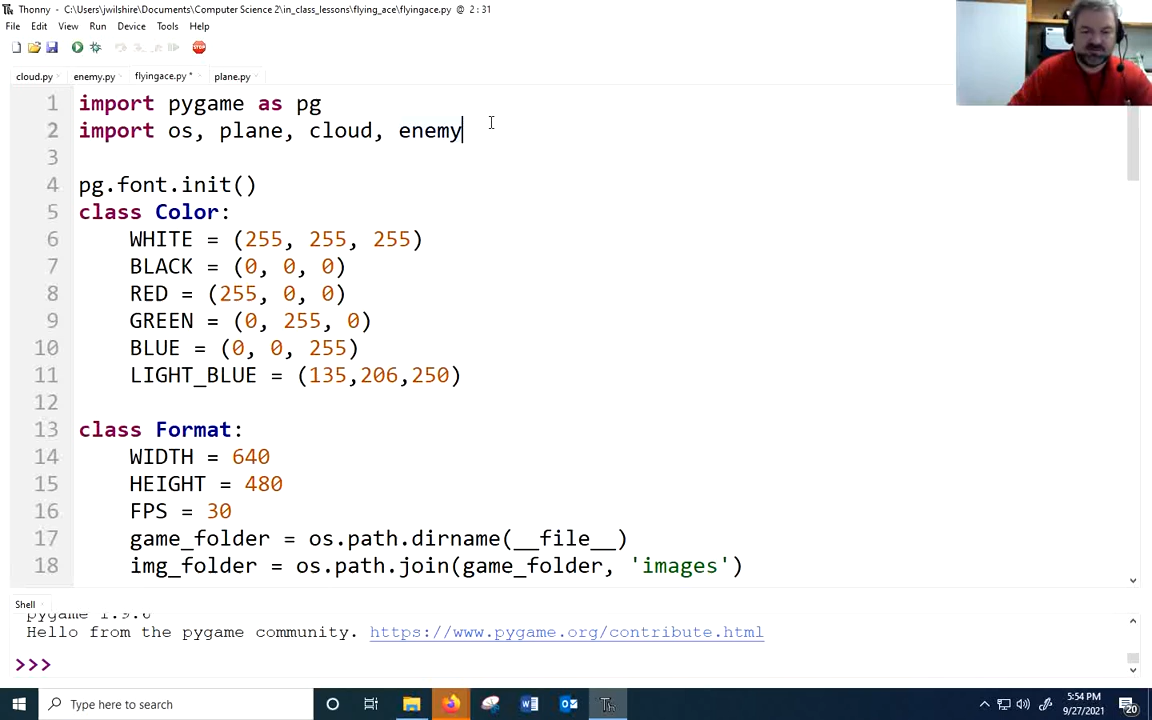 Thonny - C:\Users\jwilshire\Documents\Computer Science 2\in_class_lessons\flying_ace\flyingace.py @ 2 : 31
File Edit View Run Device Tools Help
STOP
cloud.py × enemy.py × flyingace.py * × plane.py ×
1 import pygame as pg
2 import os, plane, cloud, enemy
3
4 pg.font.init()
5 class Color:
6 WHITE = (255, 255, 255)
7 BLACK = (0, 0, 0)
8 RED = (255, 0, 0)
9 GREEN = (0, 255, 0)
10 BLUE = (0, 0, 255)
11 LIGHT_BLUE = (135,206,250)
12
13 class Format:
14 WIDTH = 640
15 HEIGHT = 480
16 FPS = 30
17 game_folder = os.path.dirname(__file__)
18 img_folder = os.path.join(game_folder, 'images')
Shell ×
pygame 1.9.6
Hello from the pygame community. https://www.pygame.org/contribute.html
>>>
Type here to search
5:54 PM
9/27/2021
20